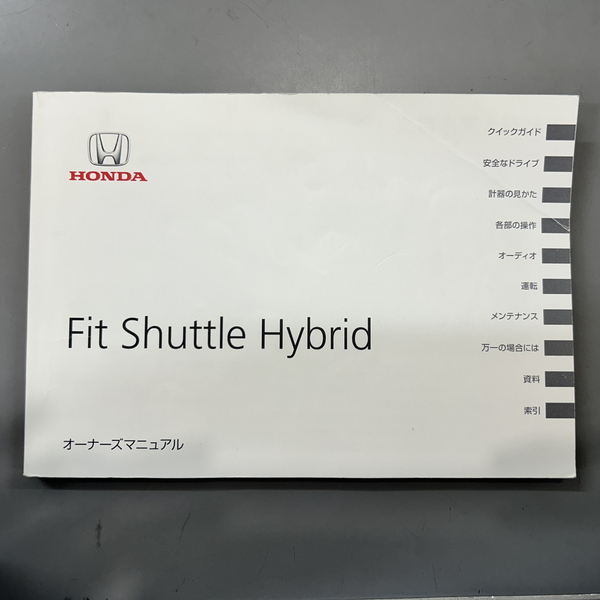 HONDA
Fit Shuttle Hybrid
オーナーズマニュアル
クイックガイド
安全なドライブ
計器の見かた
各部の操作
オーディオ
運転
メンテナンス
万一の場合には
資料
索引